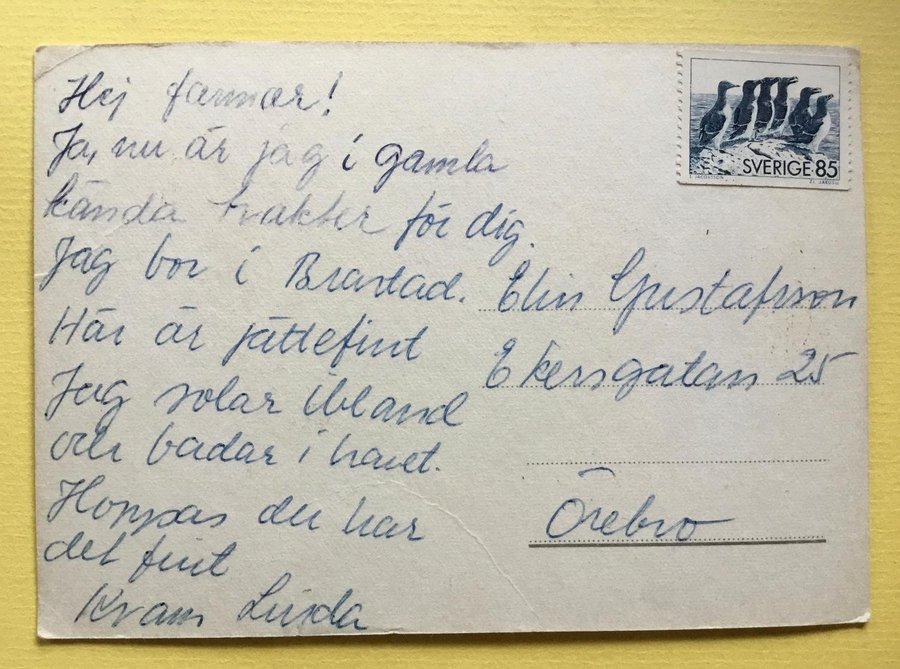 Hej farmor!
Ja, nu är jag i gamla
kända trakter för dig.
Jag bor i Brastad.
Här är jättefint
Jag solar ibland
och badar i havet.
Hoppas du har
det fint
Kram Linda
SVERIGE 85
Elin Gustafsson
Ekersgatan 25
Örebro